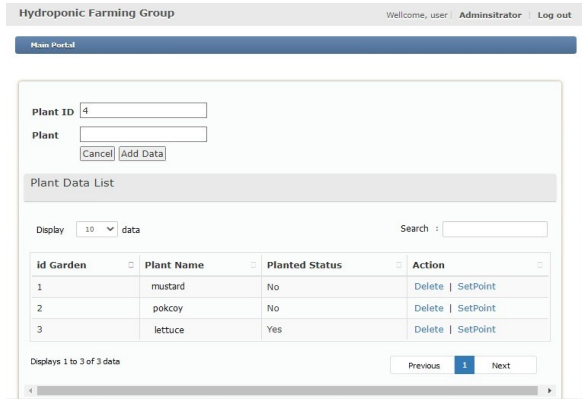 Hydroponic Farming Group
Wellcome, user | Adminsitrator | Log out
Main Portal
Plant ID 4
Plant
Cancel Add Data
Plant Data List
Display 10 data
Search :
id Garden Plant Name Planted Status Action
1 mustard No Delete | SetPoint
2 pokcoy No Delete | SetPoint
3 lettuce Yes Delete | SetPoint
Displays 1 to 3 of 3 data
Previous 1 Next